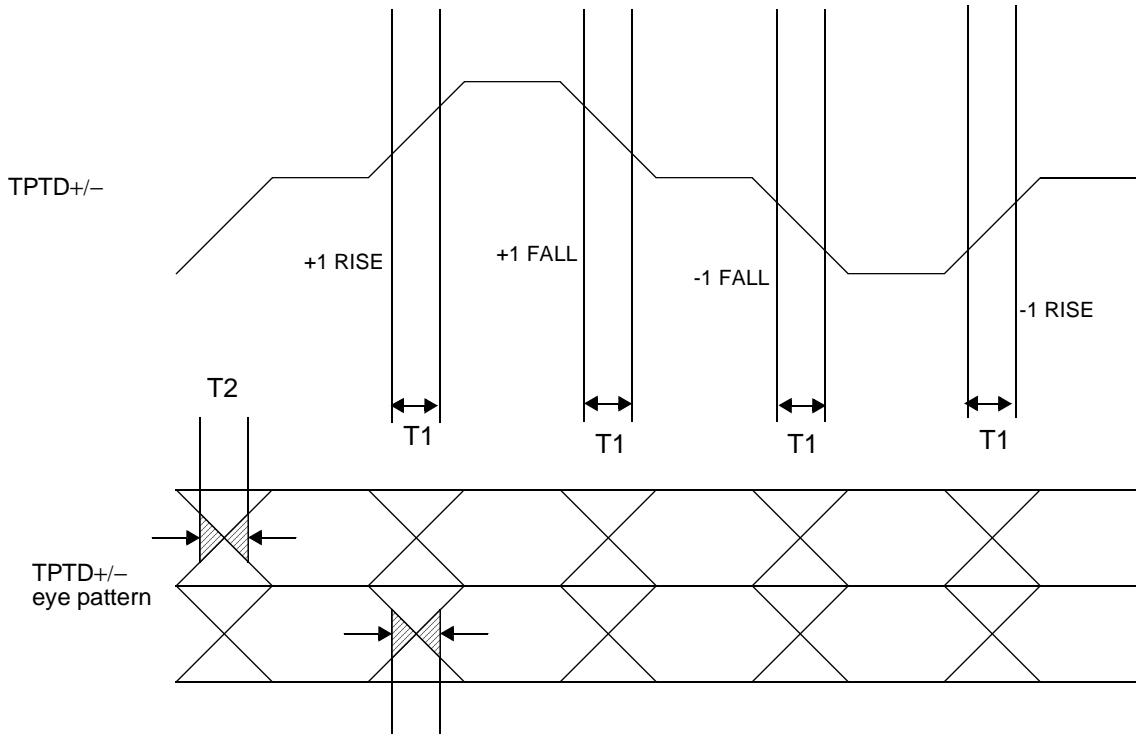 TPTD+/−
+1 RISE
+1 FALL
-1 FALL
-1 RISE
T2
T1
T1
T1
T1
TPTD+/−
eye pattern